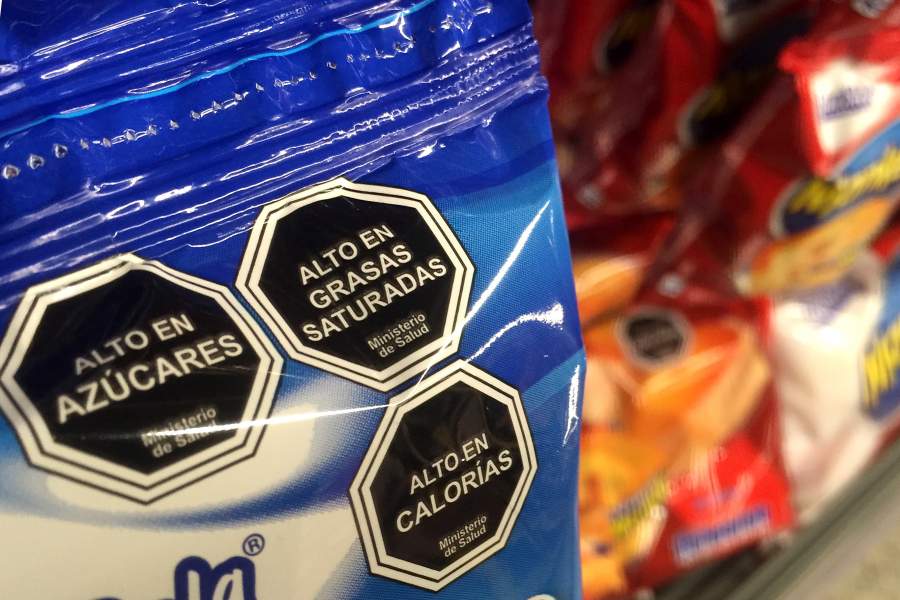 ALTO EN
AZÚCARES
Ministerio
de Salud
ALTO EN
GRASAS
SATURADAS
Ministerio
de Salud
ALTO EN
CALORÍAS
Ministerio
de Salud
®